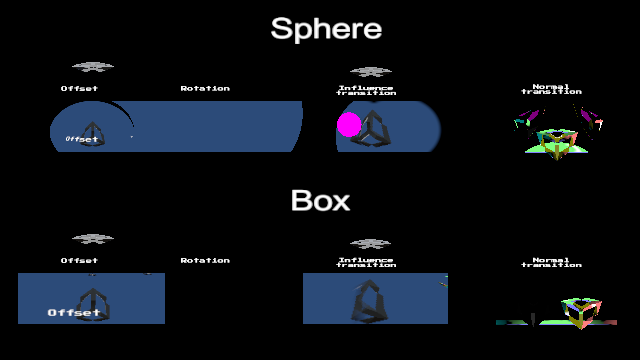 Sphere
Offset Rotation Influence transition Normal transition
Offset
Box
Offset Rotation Influence transition Normal transition
Offset